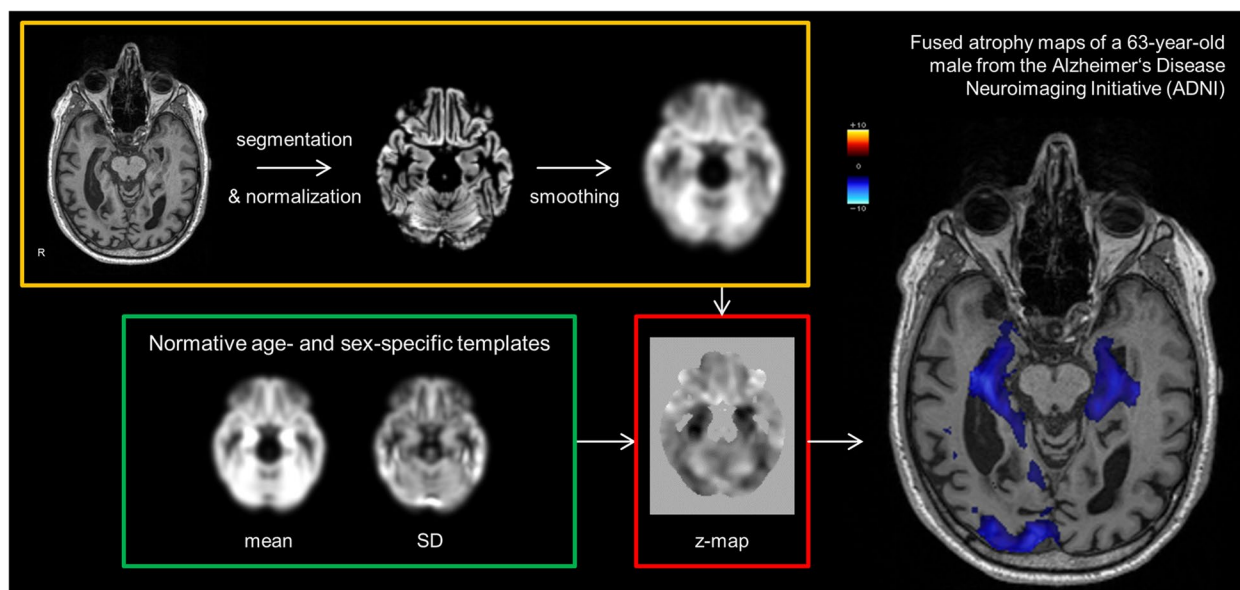 Fused atrophy maps of a 63-year-old
male from the Alzheimer‘s Disease
Neuroimaging Initiative (ADNI)
segmentation
& normalization
smoothing
R
+10
0
-10
Normative age- and sex-specific templates
mean
SD
z-map